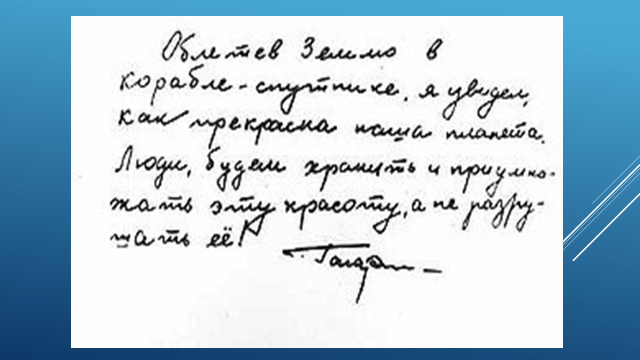 Облетев Землю в
корабле-спутнике, я увидел,
как прекрасна наша планета.
Люди, будем хранить и приумно-
жать эту красоту, а не разру-
шать её!
Гагарин